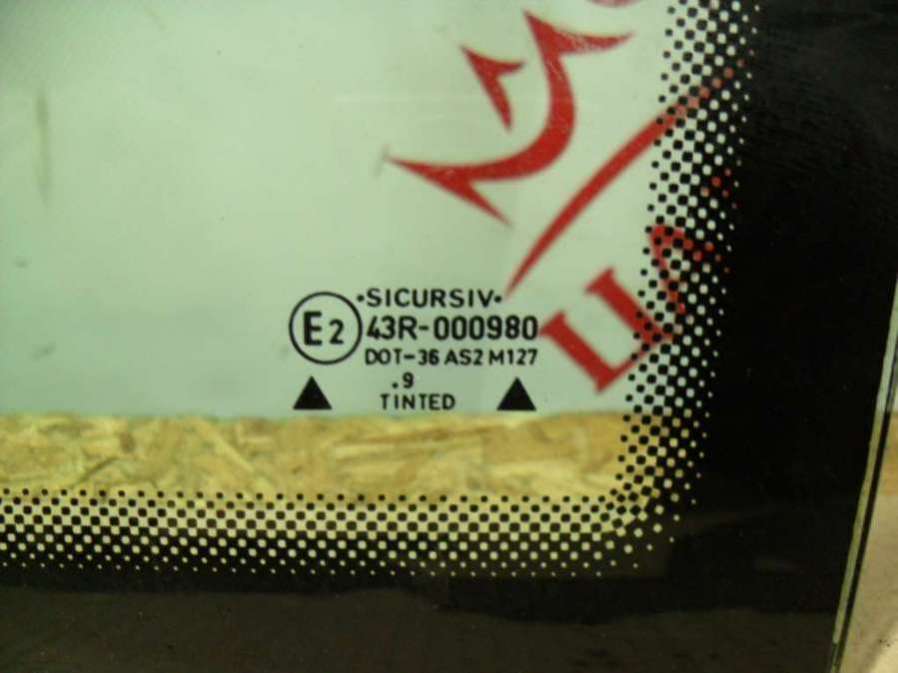 •SICURSIV•
E2 43R-000980
DOT-36 AS2 M127
.9
TINTED